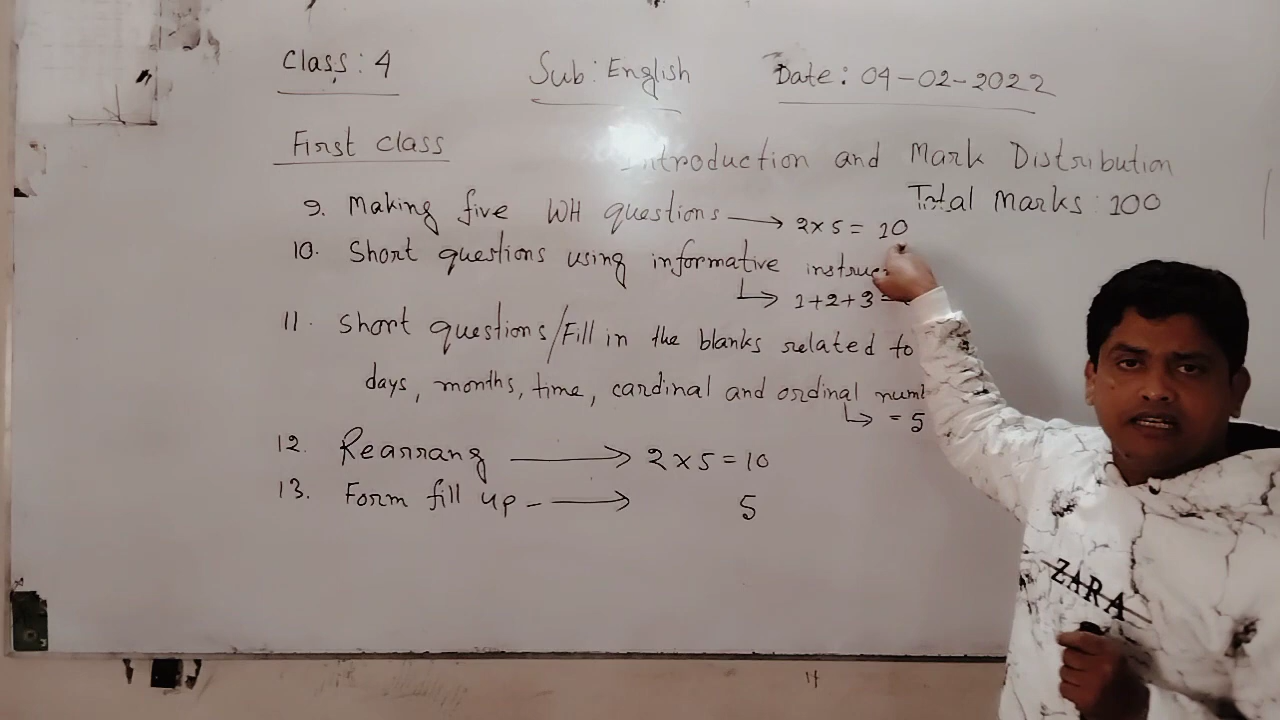 Class: 4
Sub: English
Date: 04-02-2022
First class
Introduction and Mark Distribution
Total Marks: 100
9. Making five WH questions → 2×5 = 10
10. Short questions using informative
↳ 1+2+3 =
11. Short questions/Fill in the blanks related to
days, months, time, cardinal and ordinal
↳ = 5
12. Rearrang → 2×5=10
13. Form fill up - → 5
ZARA